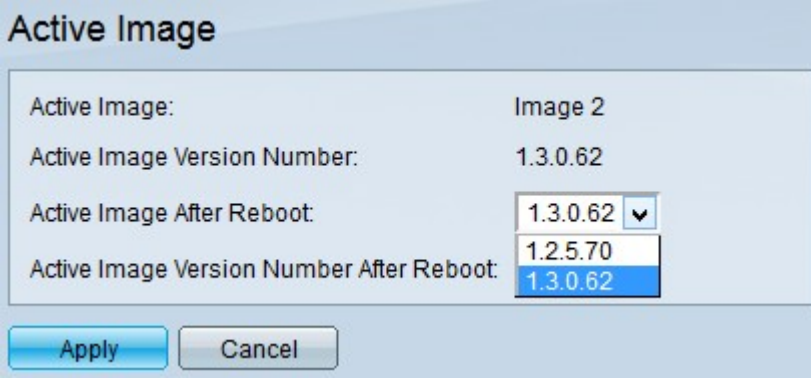 Active Image
Active Image: Image 2
Active Image Version Number: 1.3.0.62
Active Image After Reboot: 1.3.0.62
1.2.5.70
Active Image Version Number After Reboot: 1.3.0.62
Apply Cancel